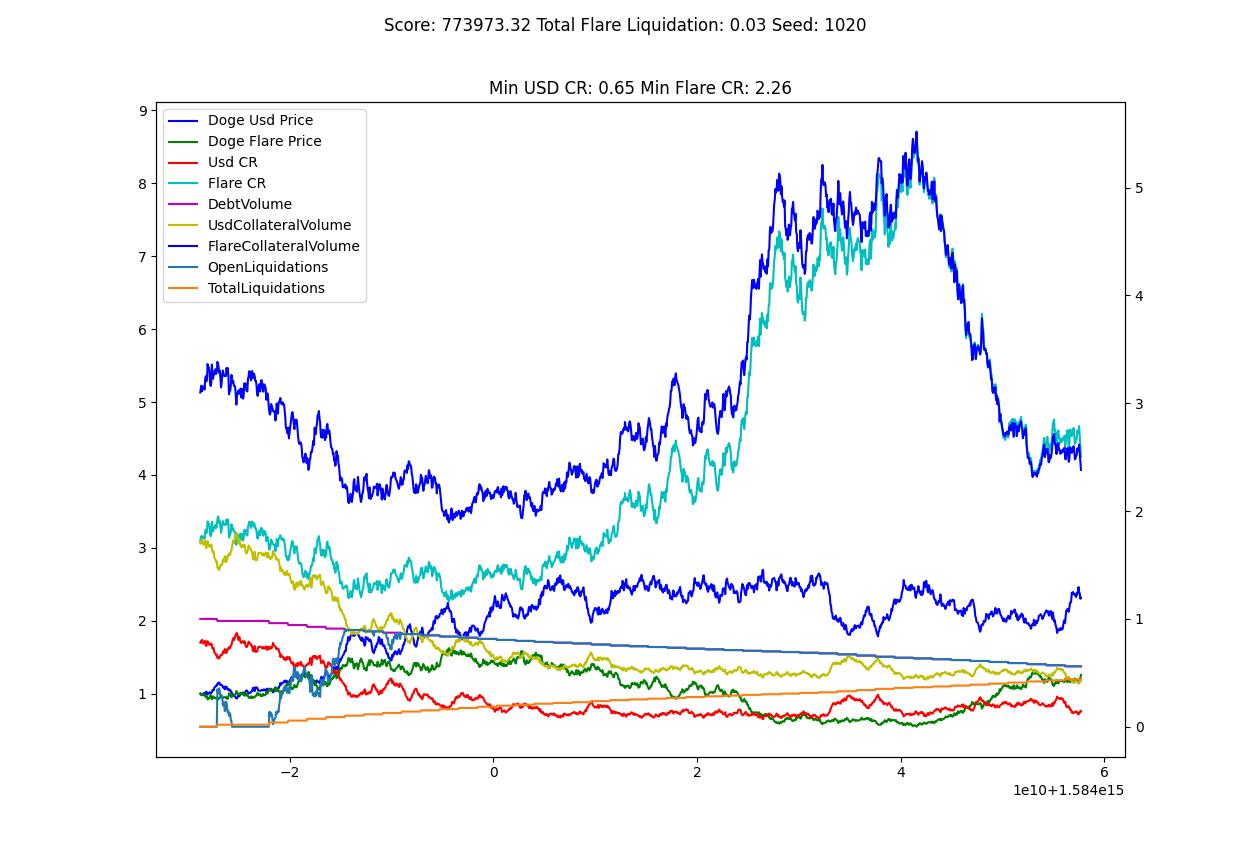 Score: 773973.32 Total Flare Liquidation: 0.03 Seed: 1020
Min USD CR: 0.65 Min Flare CR: 2.26
Doge Usd Price
Doge Flare Price
Usd CR
Flare CR
DebtVolume
UsdCollateralVolume
FlareCollateralVolume
OpenLiquidations
TotalLiquidations
9
8
7
6
5
4
3
2
1
5
4
3
2
1
0
−2
0
2
4
6
1e10+1.584e15